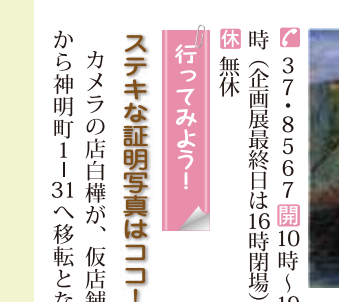 37・8567 開10時〜
時（企画展最終日は16時閉場）
休 無休
行ってみよう！
ステキな証明写真はココ！
カメラの店白樺が、仮店舗
から神明町1−31へ移転とな